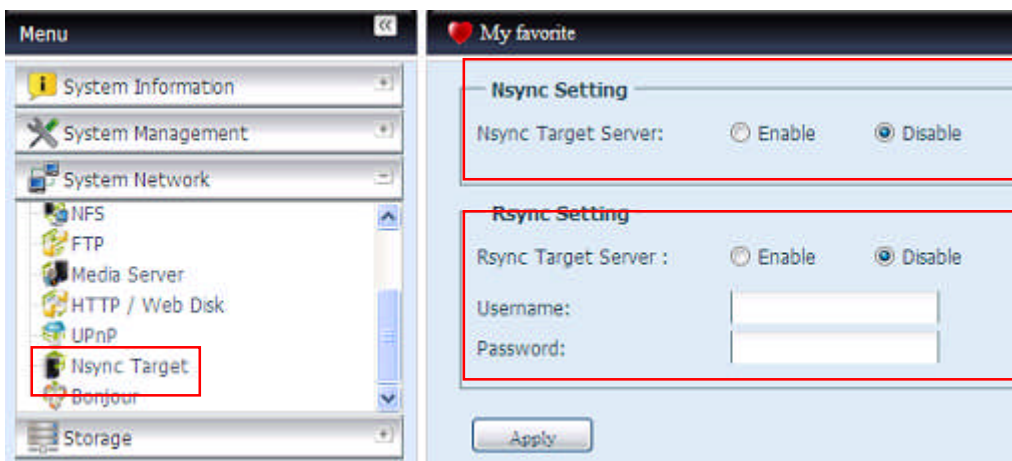 Menu
System Information
System Management
System Network
NFS
FTP
Media Server
HTTP / Web Disk
UPnP
Nsync Target
Bonjour
Storage
My favorite
Nsync Setting
Nsync Target Server: Enable Disable
Rsync Setting
Rsync Target Server : Enable Disable
Username:
Password:
Apply